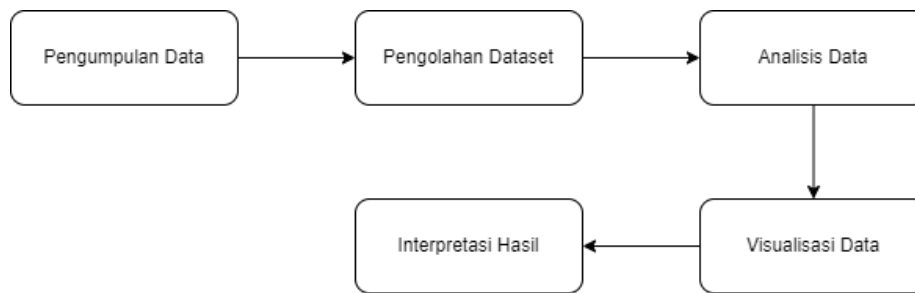 Pengumpulan Data
Pengolahan Dataset
Analisis Data
Visualisasi Data
Interpretasi Hasil